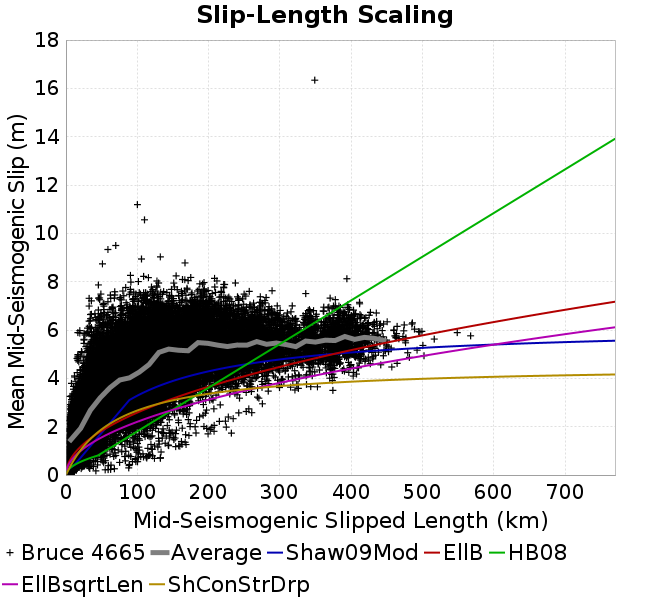 Slip-Length Scaling
Mean Mid-Seismogenic Slip (m)
18
16
14
12
10
8
6
4
2
0
0 100 200 300 400 500 600 700
Mid-Seismogenic Slipped Length (km)
Bruce 4665 Average Shaw09Mod EllB HB08
EllBsqrtLen ShConStrDrp